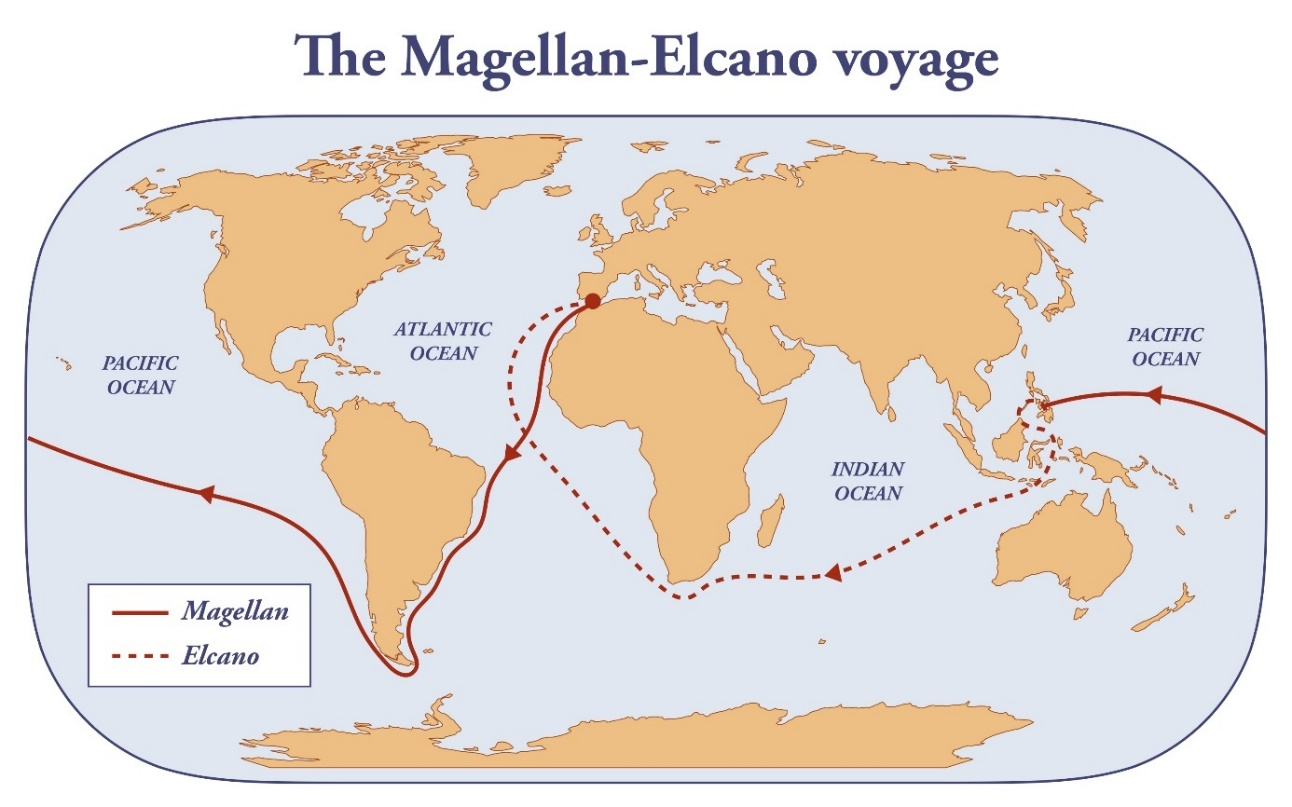 The Magellan-Elcano voyage
ATLANTIC
OCEAN
PACIFIC
OCEAN
PACIFIC
OCEAN
INDIAN
OCEAN
Magellan
Elcano